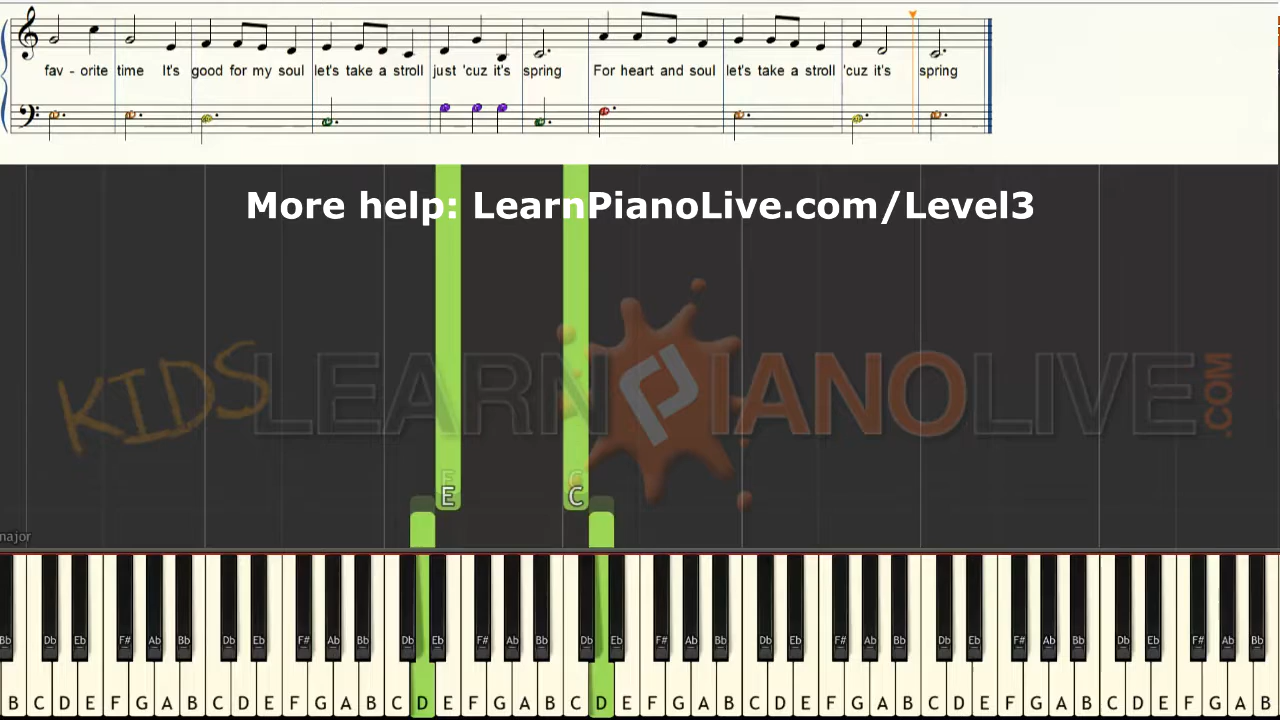 fav - orite time It's good for my soul let's take a stroll just 'cuz it's spring For heart and soul let's take a stroll 'cuz it's spring
More help: LearnPianoLive.com/Level3
KIDS LEARNPIANOLIVE .COM
E C
major
Bb Db Eb F# Ab Bb Db Eb F# Ab Bb Db Eb F# Ab Bb Db Eb F# Ab Bb Db Eb F# Ab Bb Db Eb F# Ab Bb Db Eb F# Ab Bb
B C D E F G A B C D E F G A B C D E F G A B C D E F G A B C D E F G A B C D E F G A B C D E F G A B